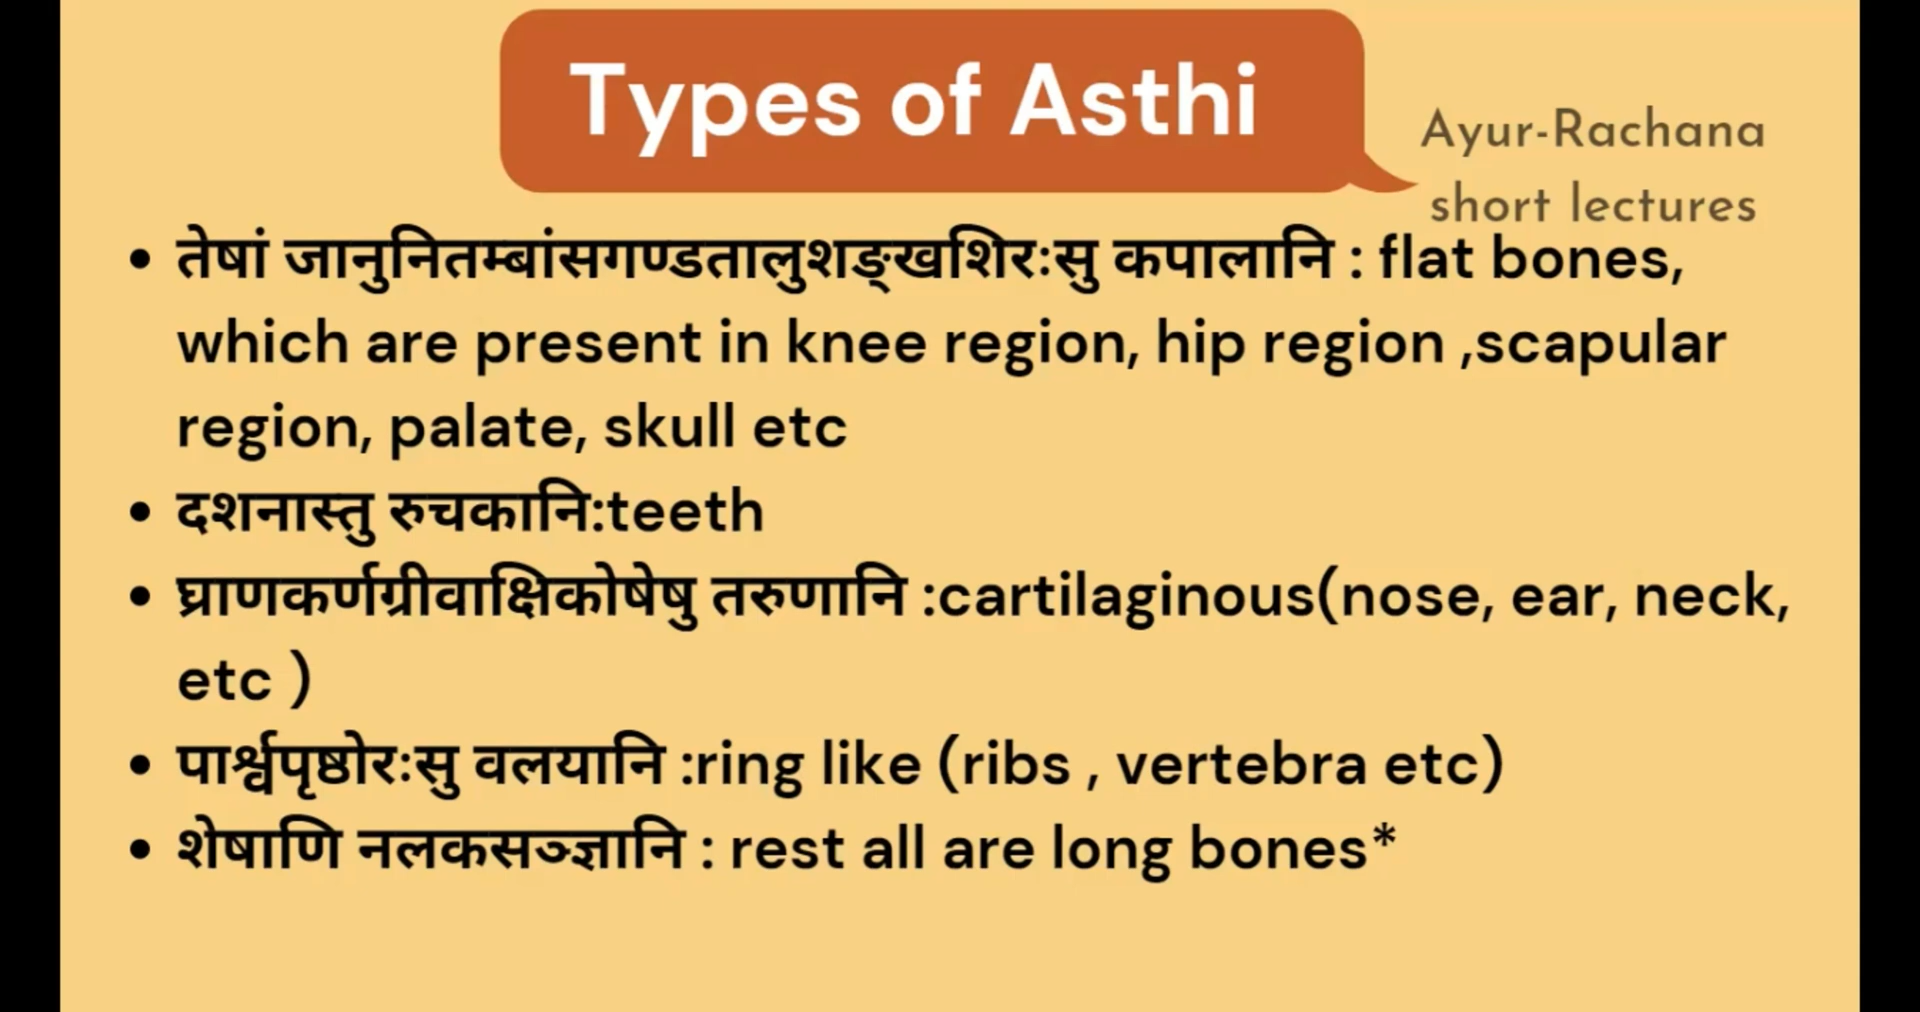 Types of Asthi
Ayur-Rachana
short lectures
• तेषां जानुनितम्बांसगण्डतालुशङ्खशिरःसु कपालानि : flat bones,
which are present in knee region, hip region ,scapular
region, palate, skull etc
• दशनास्तु रुचकानि:teeth
• घ्राणकर्णग्रीवाक्षिकोषेषु तरुणानि :cartilaginous(nose, ear, neck,
etc )
• पार्श्वपृष्ठोरःसु वलयानि :ring like (ribs , vertebra etc)
• शेषाणि नलकसञ्ज्ञानि : rest all are long bones*